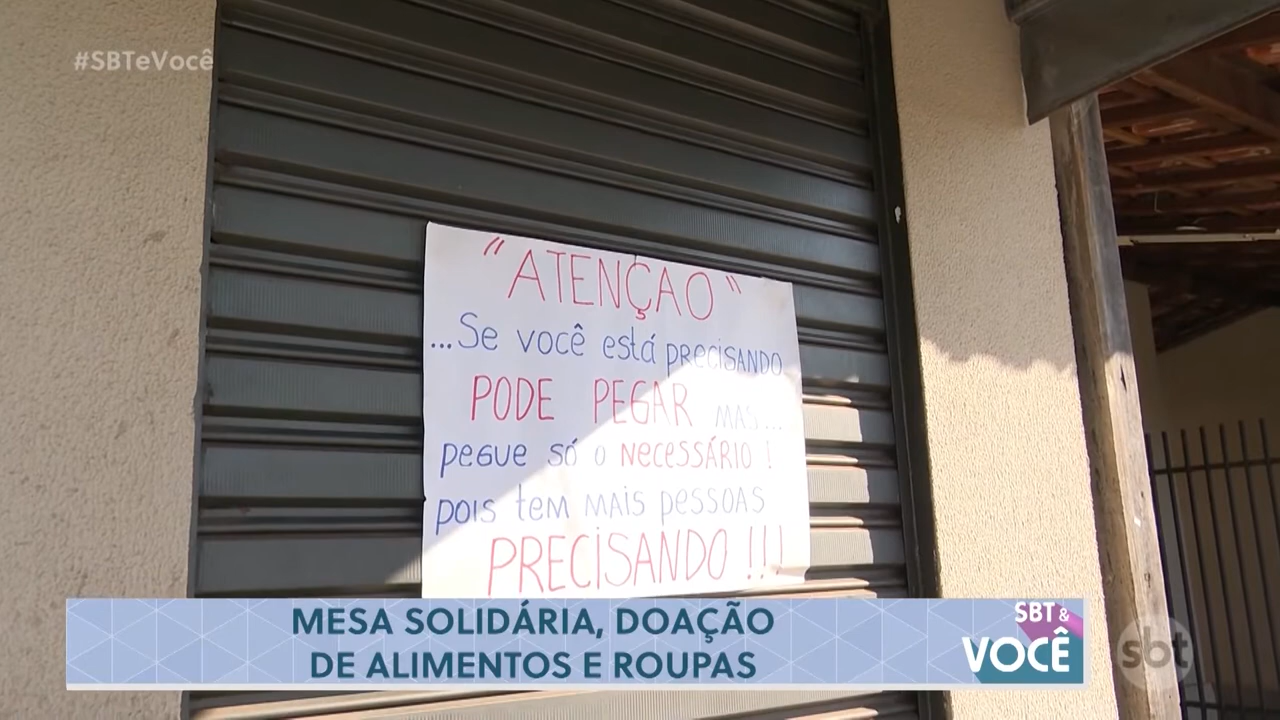 #SBTeVocê
"ATENÇÃO"
...Se você está PRECISANDO
PODE PEGAR MAS...
PEGUE SÓ O NECESSÁRIO!
pois tem MAIS PESSOAS
PRECISANDO!!!
MESA SOLIDÁRIA, DOAÇÃO
DE ALIMENTOS E ROUPAS
SBT&
VOCÊ
sbt